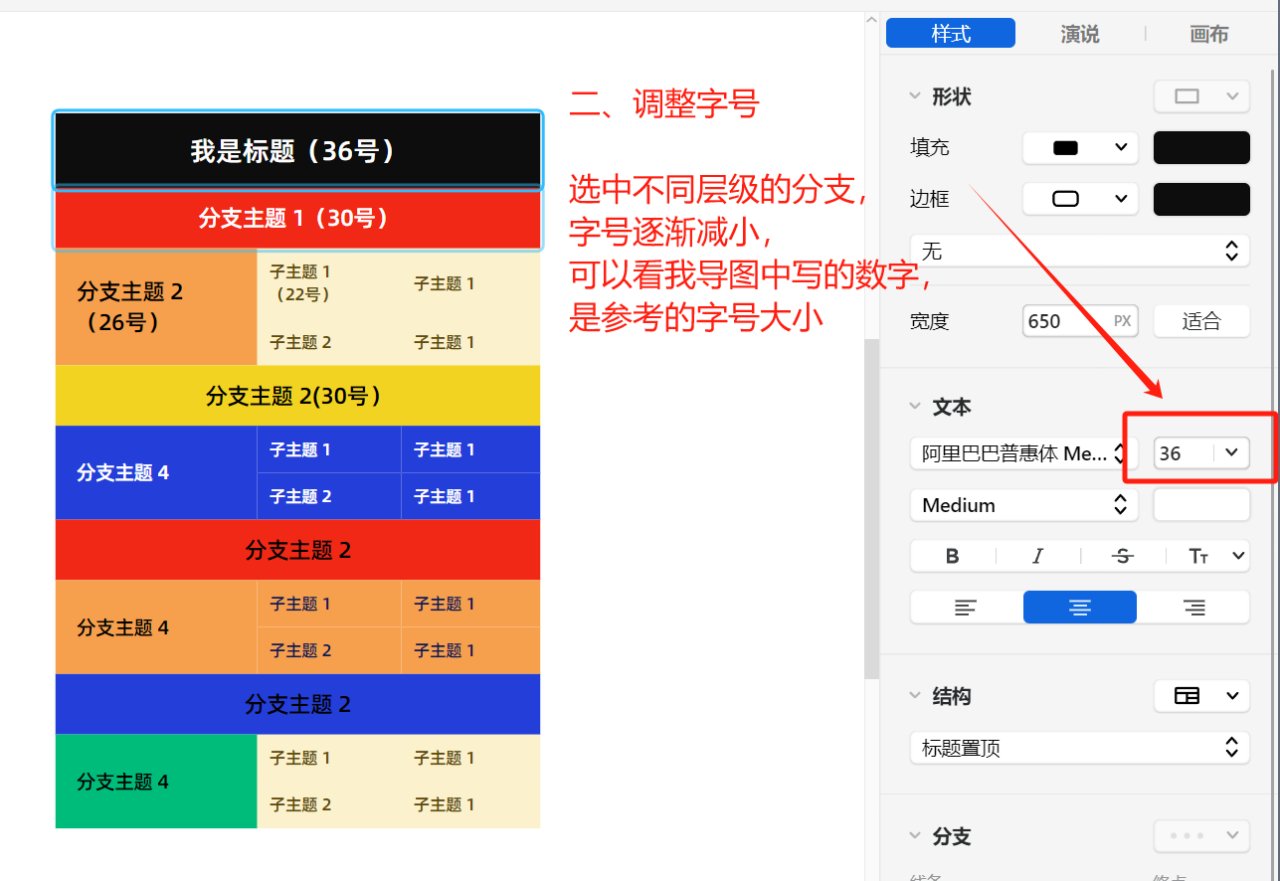 我是标题（36号）
分支主题 1（30号）
分支主题 2
（26号）
子主题 1
（22号）
子主题 1
子主题 2
子主题 1
分支主题 2(30号）
分支主题 4
子主题 1
子主题 1
子主题 2
子主题 1
分支主题 2
分支主题 4
子主题 1
子主题 1
子主题 2
子主题 1
分支主题 2
分支主题 4
子主题 1
子主题 1
子主题 2
子主题 1
二、调整字号
选中不同层级的分支，
字号逐渐减小，
可以看我导图中写的数字，
是参考的字号大小
样式 演说 画布
形状
填充
边框
无
宽度 650 PX 适合
文本
阿里巴巴普惠体 Me... 36
Medium
B I S TT
结构
标题置顶
分支